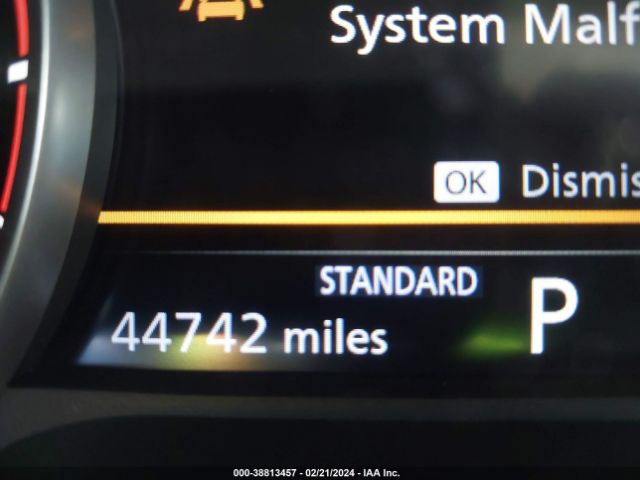 System Malf
OK Dismis
STANDARD
P
44742 miles
000-38813457 - 02/21/2024 - IAA Inc.